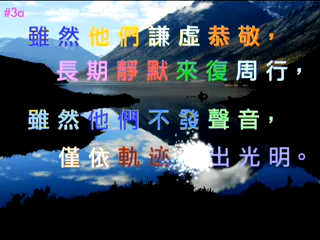 #3a
雖然他們謙虛恭敬，
長期靜默來復周行，
雖然他們不發聲音，
僅依軌迹 出光明。